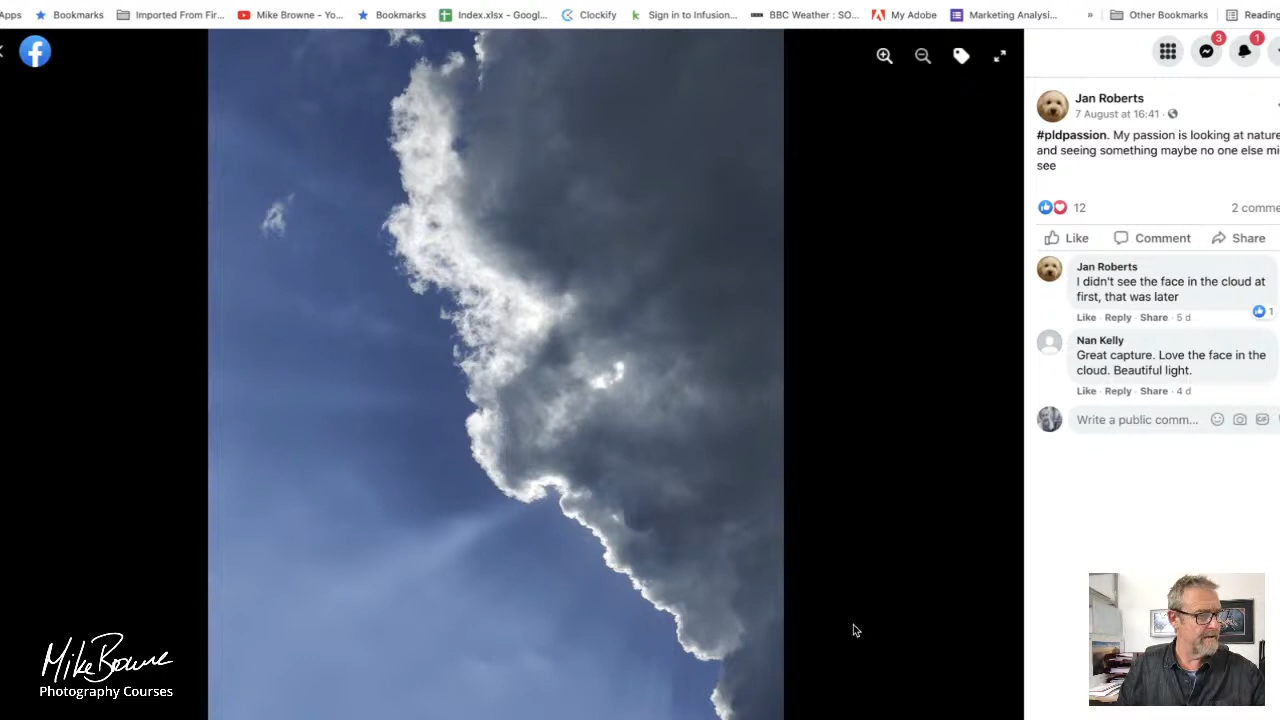 Apps Bookmarks Imported From Fir... Mike Browne - Yo... Bookmarks Index.xlsx - Googl... Clockify Sign in to Infusion... BBC Weather : SO... My Adobe Marketing Analysi... » Other Bookmarks Reading
3 1
Jan Roberts
7 August at 16:41
#pldpassion. My passion is looking at nature
and seeing something maybe no one else mi
see
12 2 comme
Like Comment Share
Jan Roberts
I didn't see the face in the cloud at
first, that was later
1
Like · Reply · Share · 5 d
Nan Kelly
Great capture. Love the face in the
cloud. Beautiful light.
Like · Reply · Share · 4 d
Write a public comm... GIF
Mike Browne
Photography Courses